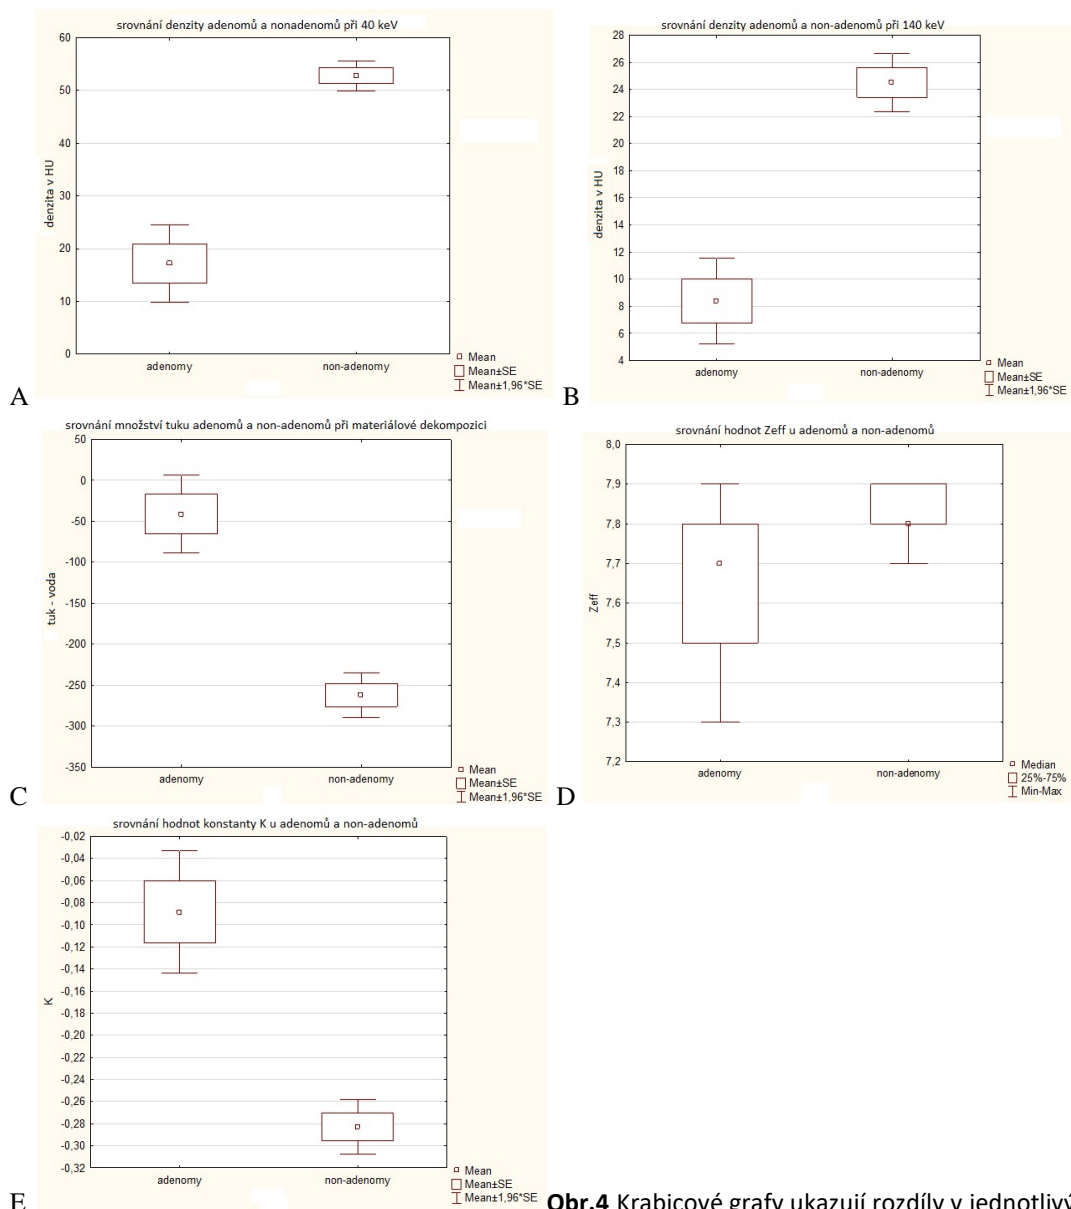 srovnání denzity adenomů a nonadenomů při 40 keV
60
50
40
30
20
10
0
denzita v HU
adenomy
non-adenomy
Mean
Mean±SE
Mean±1,96*SE
A
srovnání denzity adenomů a non-adenomů při 140 keV
28
26
24
22
20
18
16
14
12
10
8
6
4
denzita v HU
adenomy
non-adenomy
Mean
Mean±SE
Mean±1,96*SE
B
srovnání množství tuku adenomů a non-adenomů při materiálové dekompozici
50
0
-50
-100
-150
-200
-250
-300
-350
tuk - voda
adenomy
non-adenomy
Mean
Mean±SE
Mean±1,96*SE
C
srovnání hodnot Zeff u adenomů a non-adenomů
8,0
7,9
7,8
7,7
7,6
7,5
7,4
7,3
7,2
Zeff
adenomy
non-adenomy
Median
25%-75%
Min-Max
D
srovnání hodnot konstanty K u adenomů a non-adenomů
-0,02
-0,04
-0,06
-0,08
-0,10
-0,12
-0,14
-0,16
-0,18
-0,20
-0,22
-0,24
-0,26
-0,28
-0,30
-0,32
K
adenomy
non-adenomy
Mean
Mean±SE
Mean±1,96*SE
E
Obr.4 Krabicové grafy ukazují rozdíly v jednotlivý